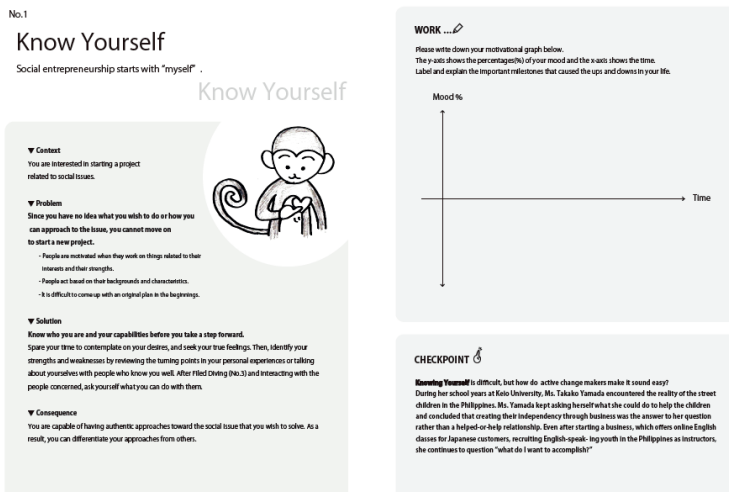 No.1
Know Yourself
Social entrepreneurship starts with “myself” .
Know Yourself
▼ Context
You are interested in starting a project
related to social issues.
▼ Problem
Since you have no idea what you wish to do or how you
can approach to the issue, you cannot move on
to start a new project.
- People are motivated when they work on things related to their
interests and their strengths.
- People act based on their backgrounds and characteristics.
- It is difficult to come up with an original plan in the beginnings.
▼ Solution
Know who you are and your capabilities before you take a step forward.
Spare your time to contemplate on your desires, and seek your true feelings. Then, identify your
strengths and weaknesses by reviewing the turning points in your personal experiences or talking
about yourselves with people who know you well. After Filed Diving (No.3) and interacting with the
people concerned, ask yourself what you can do with them.
▼ Consequence
You are capable of having authentic approaches toward the social issue that you wish to solve. As a
result, you can differentiate your approaches from others.
WORK ...
Please write down your motivational graph below.
The y-axis shows the percentages(%) of your mood and the x-axis shows the time.
Label and explain the important milestones that caused the ups and downs in your life.
Mood %
Time
CHECKPOINT
Knowing Yourself is difficult, but how do active change makers make it sound easy?
During her school years at Keio University, Ms. Takako Yamada encountered the reality of the street
children in the Philippines. Ms. Yamada kept asking herself what she could do to help the children
and concluded that creating their independency through business was the answer to her question
rather than a helped-or-help relationship. Even after starting a business, which offers online English
classes for Japanese customers, recruiting English-speak- ing youth in the Philippines as instructors,
she continues to question “what do I want to accomplish?”